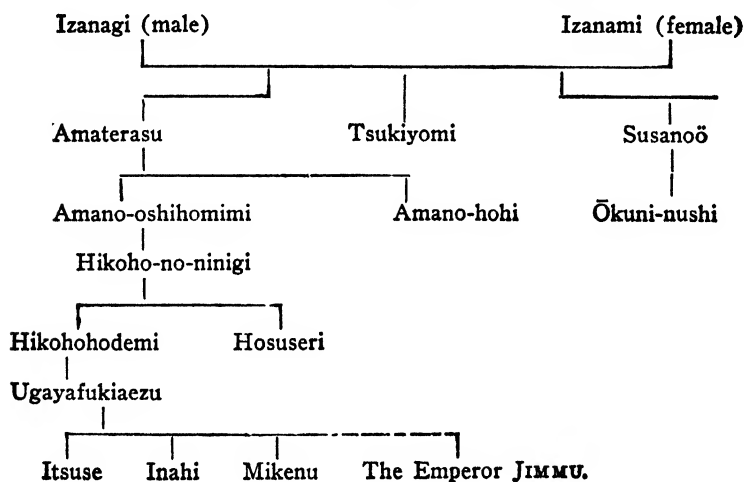 Izanagi (male) Izanami (female)
Amaterasu Tsukiyomi Susanoö
Amano-oshihomimi Amano-hohi Ōkuni-nushi
Hikoho-no-ninigi
Hikohohodemi Hosuseri
Ugayafukiaezu
Itsuse Inahi Mikenu The Emperor JIMMU.